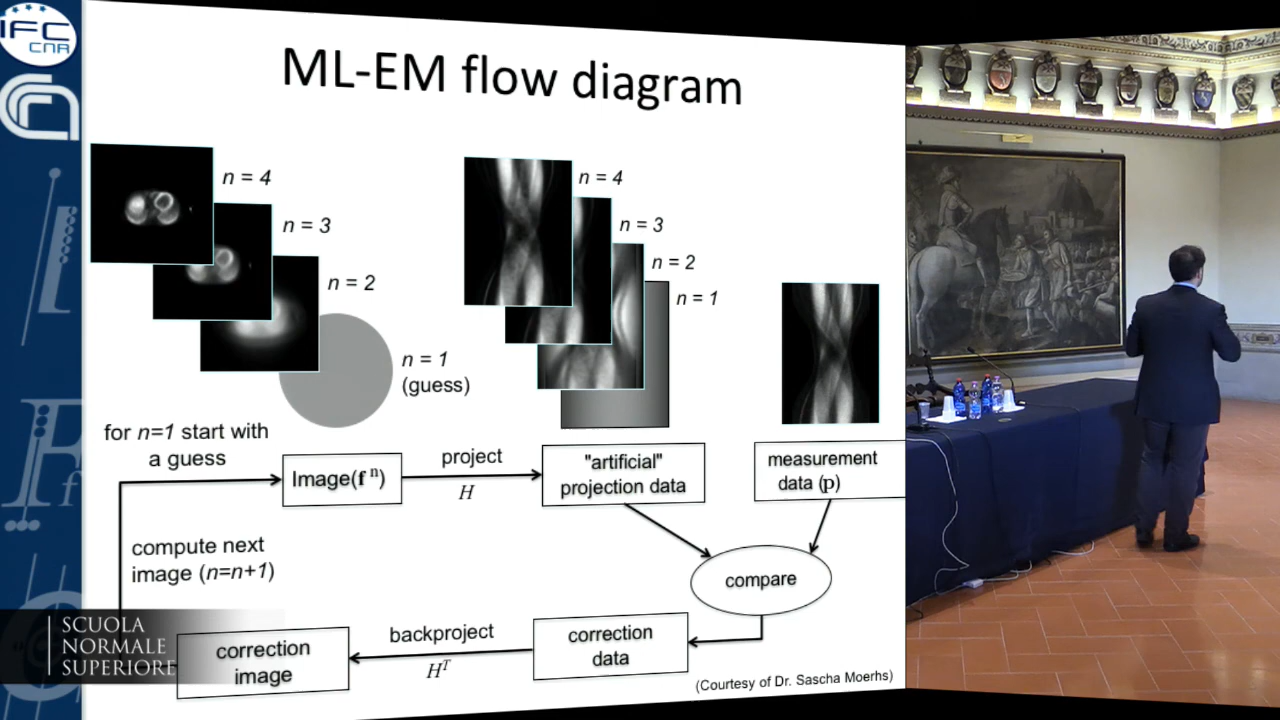 IFC
CNR
ML-EM flow diagram
n = 4
n = 3
n = 2
n = 1
(guess)
n = 4
n = 3
n = 2
n = 1
for n=1 start with
a guess
Image(f ⁿ)
project
H
"artificial"
projection data
measurement
data (p)
compare
compute next
image (n=n+1)
correction
image
backproject
Hᵀ
correction
data
(Courtesy of Dr. Sascha Moerhs)
SCUOLA
NORMALE
SUPERIORE